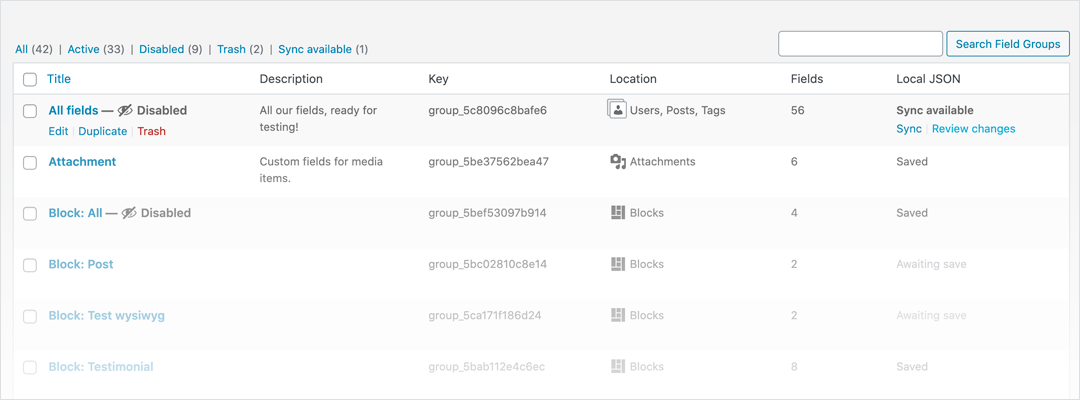 All (42) | Active (33) | Disabled (9) | Trash (2) | Sync available (1)
Search Field Groups
Title Description Key Location Fields Local JSON
All fields — Disabled All our fields, ready for group_5c8096c8bafe6 Users, Posts, Tags 56 Sync available
testing!
Edit | Duplicate | Trash Sync | Review changes
Attachment Custom fields for media group_5be37562bea47 Attachments 6 Saved
items.
Block: All — Disabled group_5bef53097b914 Blocks 4 Saved
Block: Post group_5bc02810c8e14 Blocks 2 Awaiting save
Block: Test wysiwyg group_5ca171f186d24 Blocks 2 Awaiting save
Block: Testimonial group_5bab112e4c6ec Blocks 8 Saved